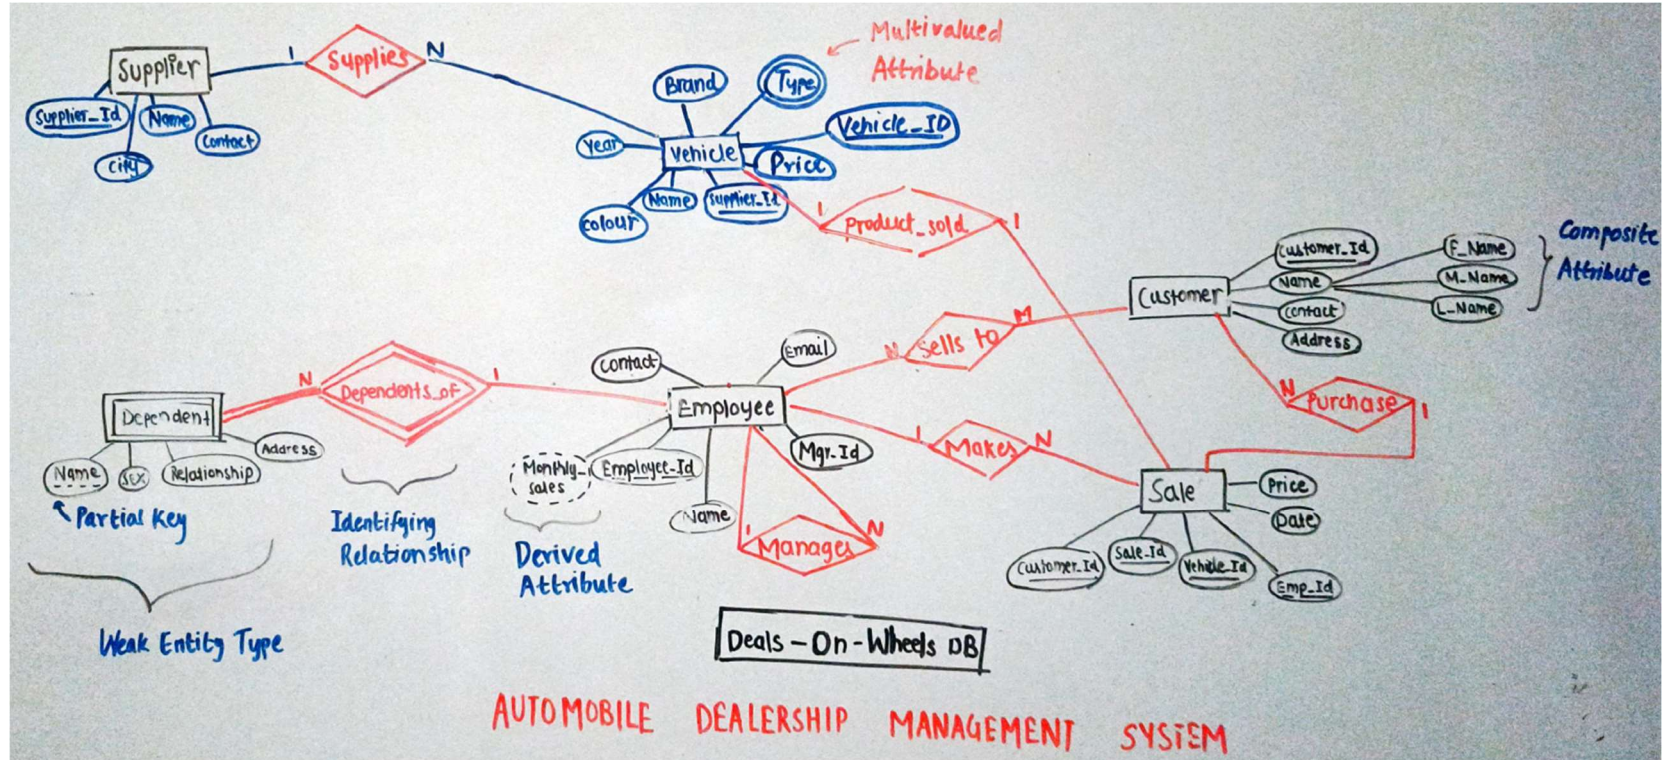 Supplier
Supplier_Id
Name
City
Contact
1
Supplies
N
Multivalued
Attribute
Brand
Type
Vehicle_ID
Year
Vehicle
Price
Colour
Name
Supplier_Id
1
Product_sold
1
Customer
Customer_Id
Name
Contact
Address
F_Name
M_Name
L_Name
Composite
Attribute
N
Sells to
M
Dependent
Name
Sex
Relationship
Address
Partial Key
Weak Entity Type
N
Dependents_of
1
Identifying
Relationship
Contact
Email
Employee
Monthly_
sales
Employee_Id
Name
Mgr_Id
Derived
Attribute
1
Manages
N
1
Makes
N
N
Purchase
1
Sale
Price
Date
Customer_Id
Sale_Id
Vehicle_Id
Emp_Id
Deals-On-Wheels DB
AUTOMOBILE DEALERSHIP MANAGEMENT SYSTEM